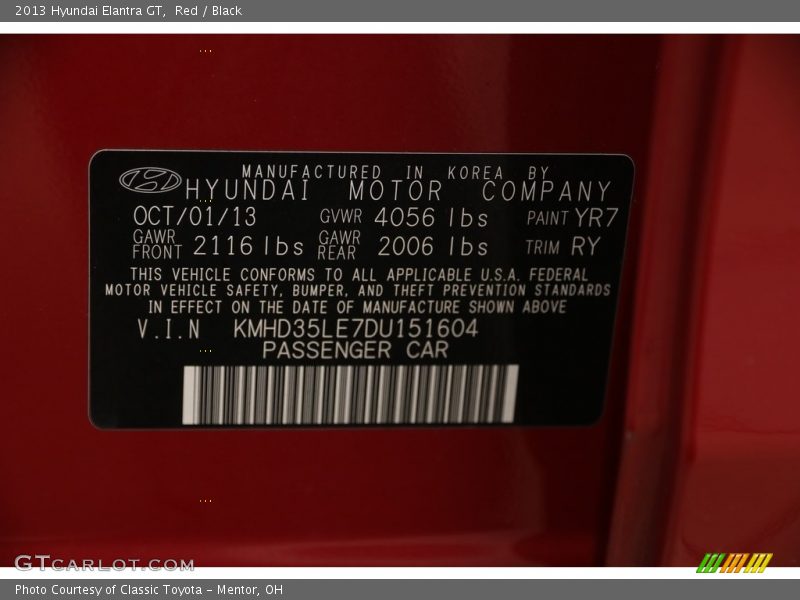 2013 Hyundai Elantra GT,  Red / Black
MANUFACTURED IN KOREA BY
HYUNDAI MOTOR COMPANY
OCT/01/13 GVWR 4056 lbs PAINT YR7
GAWR FRONT 2116 lbs GAWR REAR 2006 lbs TRIM RY
THIS VEHICLE CONFORMS TO ALL APPLICABLE U.S.A. FEDERAL
MOTOR VEHICLE SAFETY, BUMPER, AND THEFT PREVENTION STANDARDS
IN EFFECT ON THE DATE OF MANUFACTURE SHOWN ABOVE
V.I.N KMHD35LE7DU151604
PASSENGER CAR
GTCARLOT.COM
Photo Courtesy of Classic Toyota - Mentor, OH